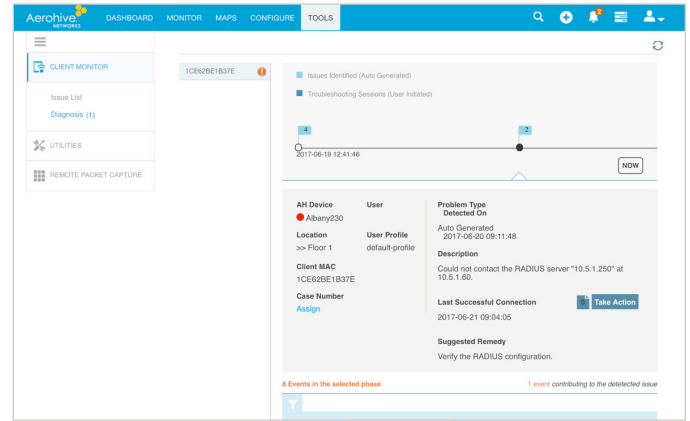 Aerohive
NETWORKS
DASHBOARD MONITOR MAPS CONFIGURE TOOLS
2
CLIENT MONITOR
Issue List
Diagnosis (1)
UTILITIES
REMOTE PACKET CAPTURE
1CE62BE1B37E
Issues Identified (Auto Generated)
Troubleshooting Sessions (User Initiated)
4
2
2017-06-19 12:41:46
NOW
AH Device
Albany230
User
Location
>> Floor 1
User Profile
default-profile
Client MAC
1CE62BE1B37E
Case Number
Assign
Problem Type
Detected On
Auto Generated
2017-06-20 09:11:48
Description
Could not contact the RADIUS server "10.5.1.250" at
10.5.1.60.
Last Successful Connection
0 Take Action
2017-06-21 09:04:05
Suggested Remedy
Verify the RADIUS configuration.
8 Events in the selected phase
1 event contributing to the detetected issue